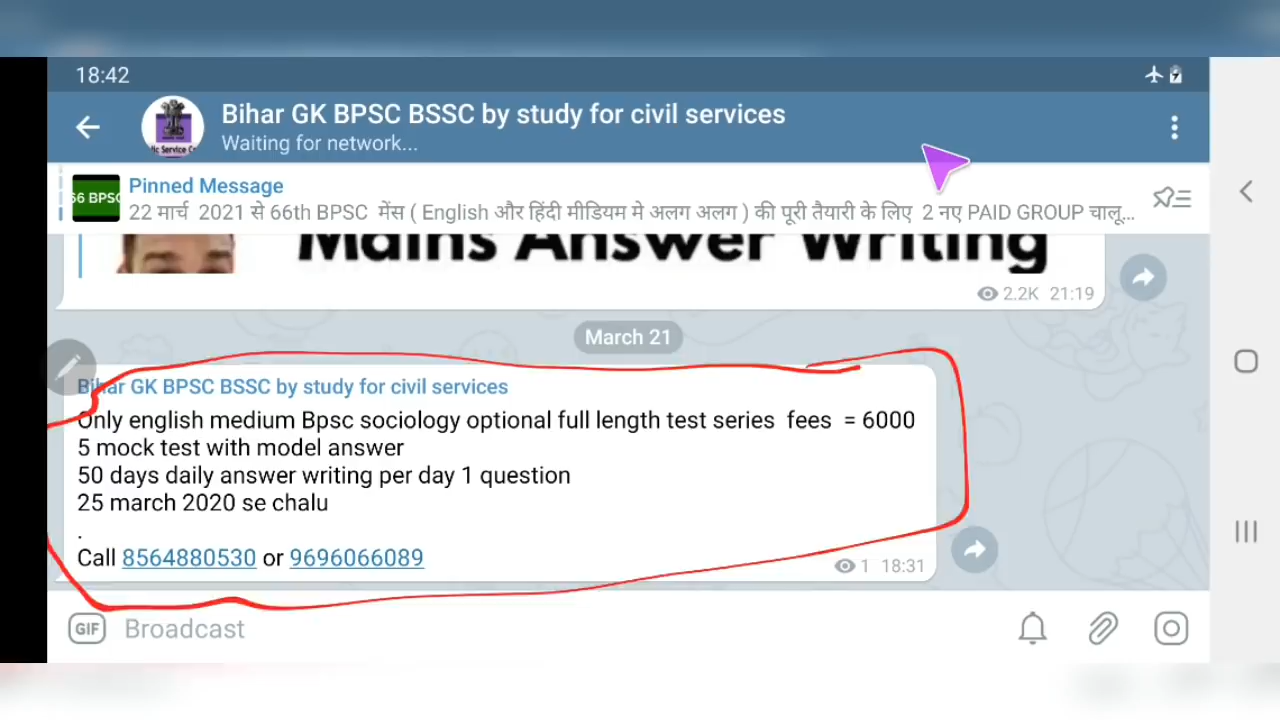 18:42
Bihar GK BPSC BSSC by study for civil services
Waiting for network...
66 BPSC
Pinned Message
22 मार्च 2021 से 66th BPSC मेंस ( English और हिंदी मीडियम मे अलग अलग ) की पूरी तैयारी के लिए 2 नए PAID GROUP चालू...
Mains Answer Writing
2.2K 21:19
March 21
Bihar GK BPSC BSSC by study for civil services
Only english medium Bpsc sociology optional full length test series fees = 6000
5 mock test with model answer
50 days daily answer writing per day 1 question
25 march 2020 se chalu
.
Call 8564880530 or 9696066089
1 18:31
GIF Broadcast